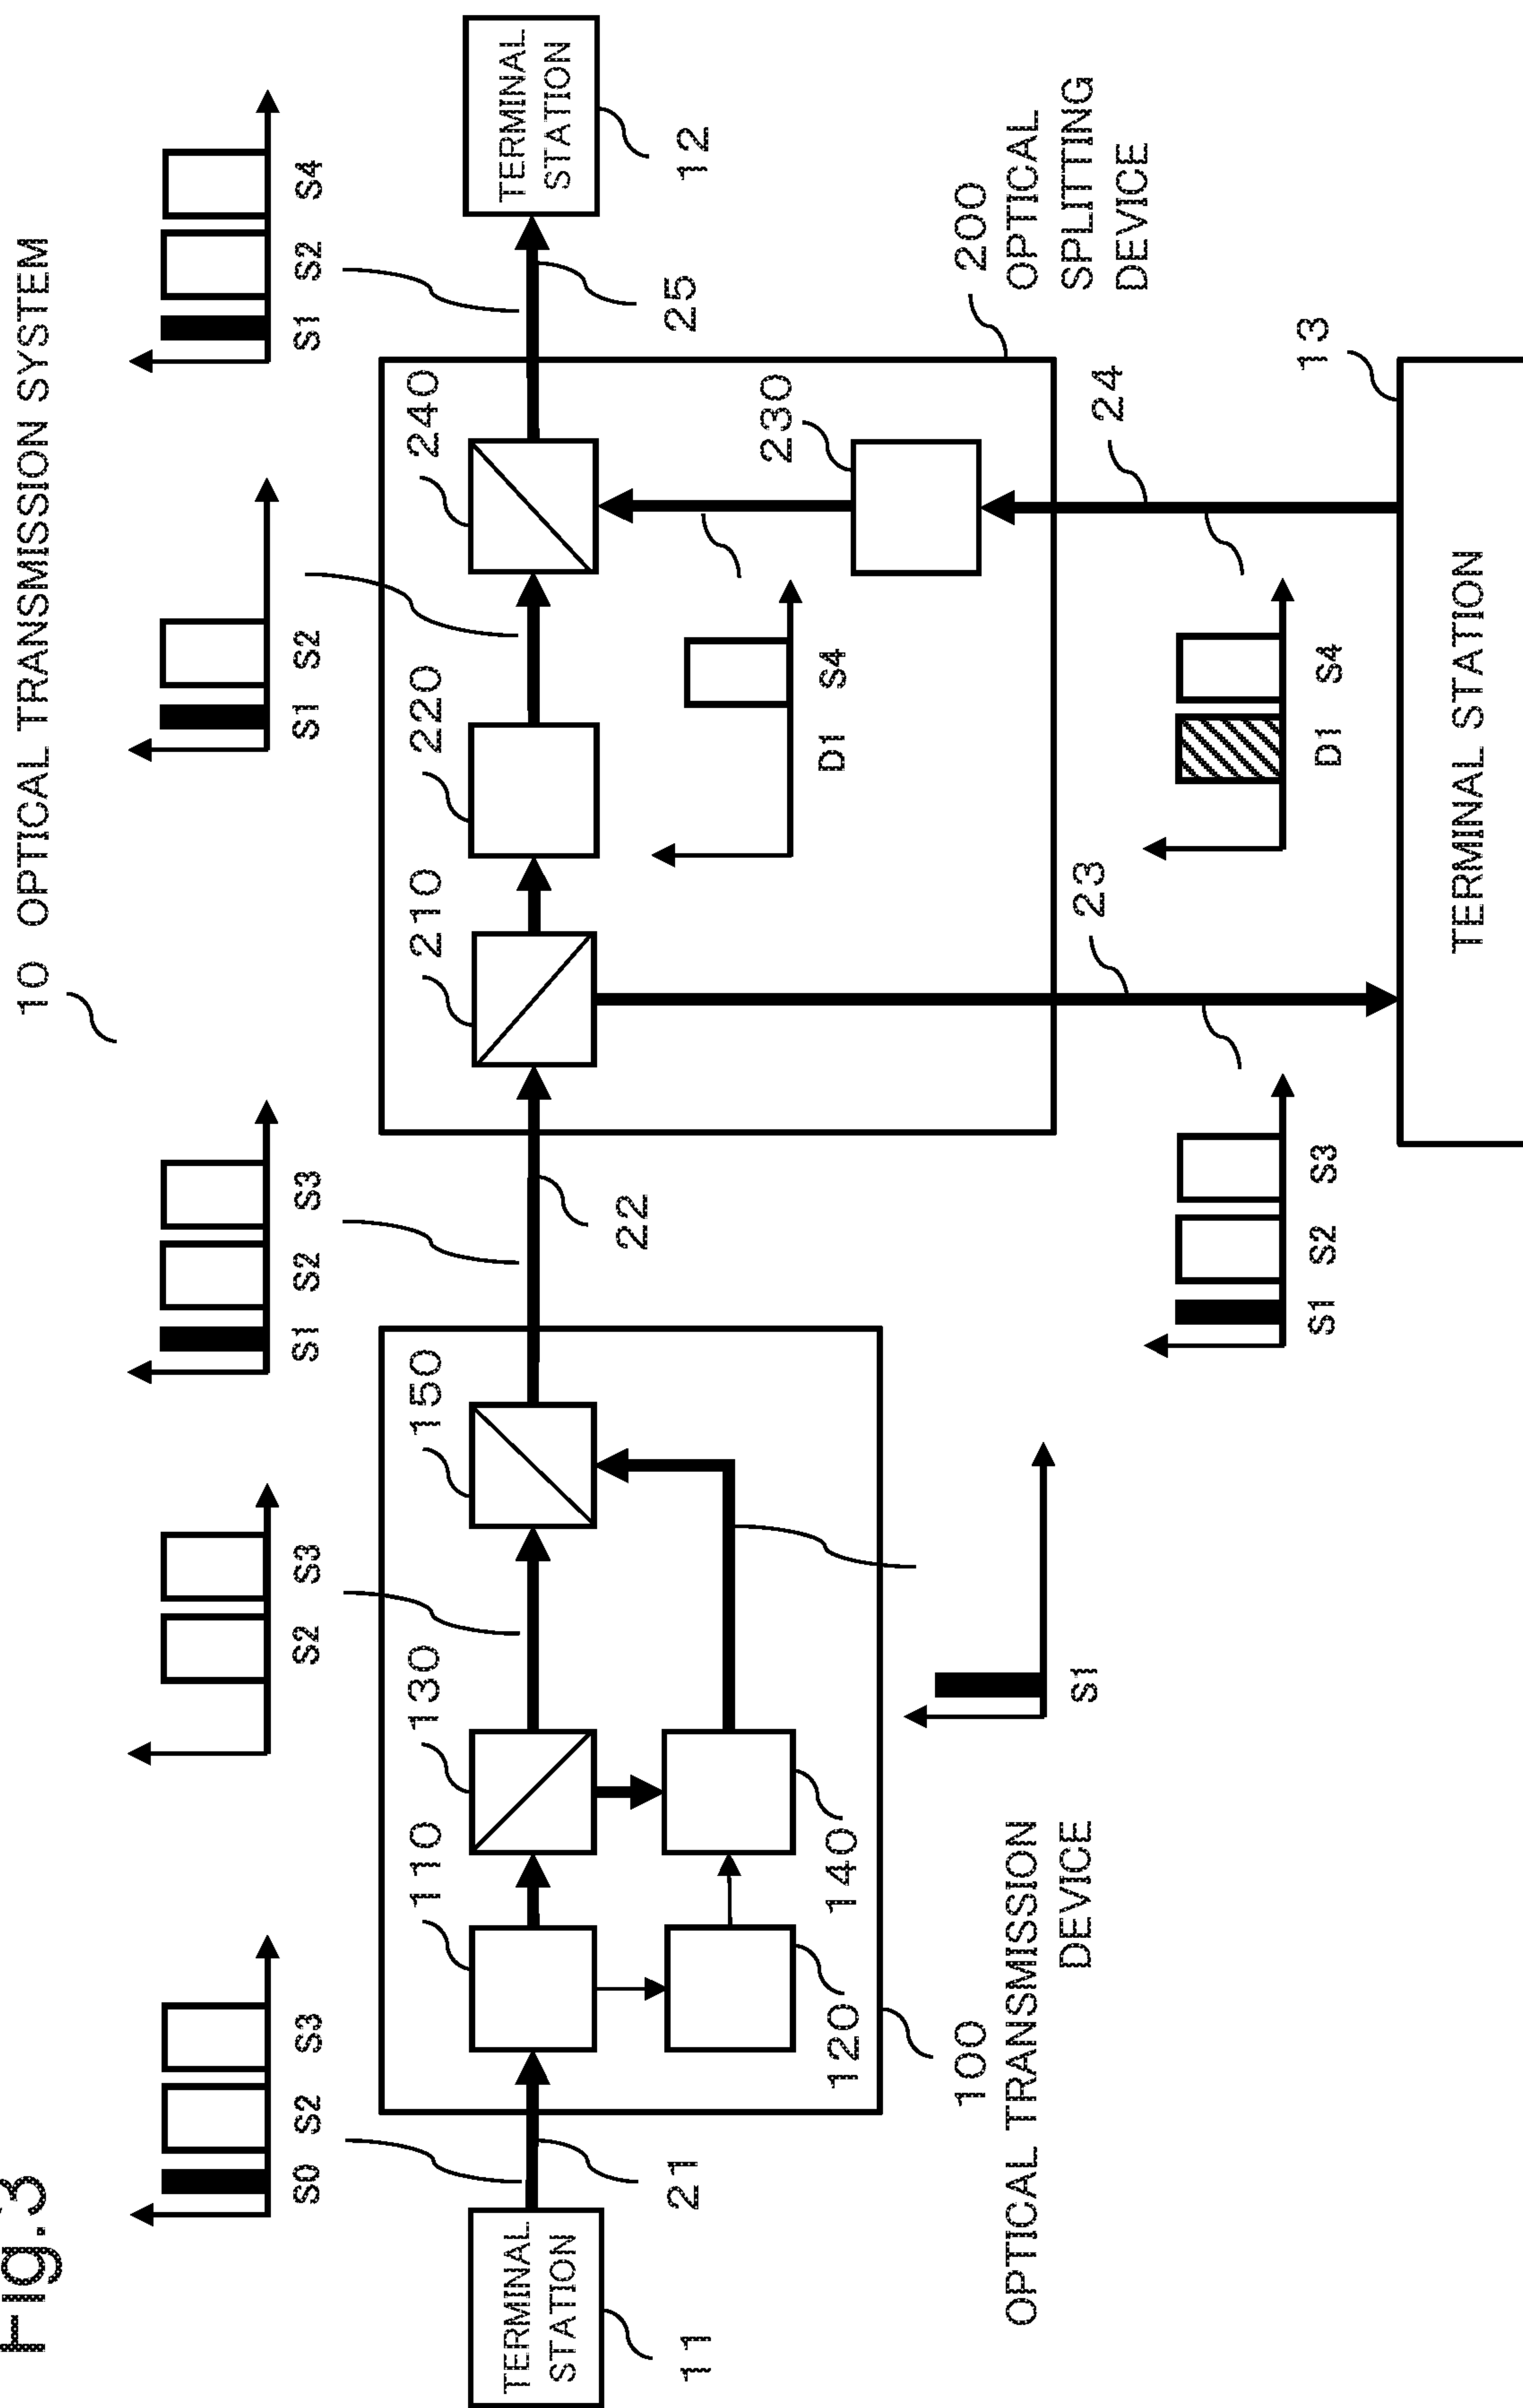 Fig.3
10 OPTICAL TRANSMISSION SYSTEM
S0 S2 S3
S2 S3
S1 S2 S3
S1 S2
S1 S2 S4
TERMINAL
STATION
11
21
110
130
150
120
140
S1
100
OPTICAL TRANSMISSION
DEVICE
22
210
220
240
230
D1 S4
25
TERMINAL
STATION
12
200
OPTICAL
SPLITTING
DEVICE
23
24
S1 S2 S3
D1 S4
13
TERMINAL STATION